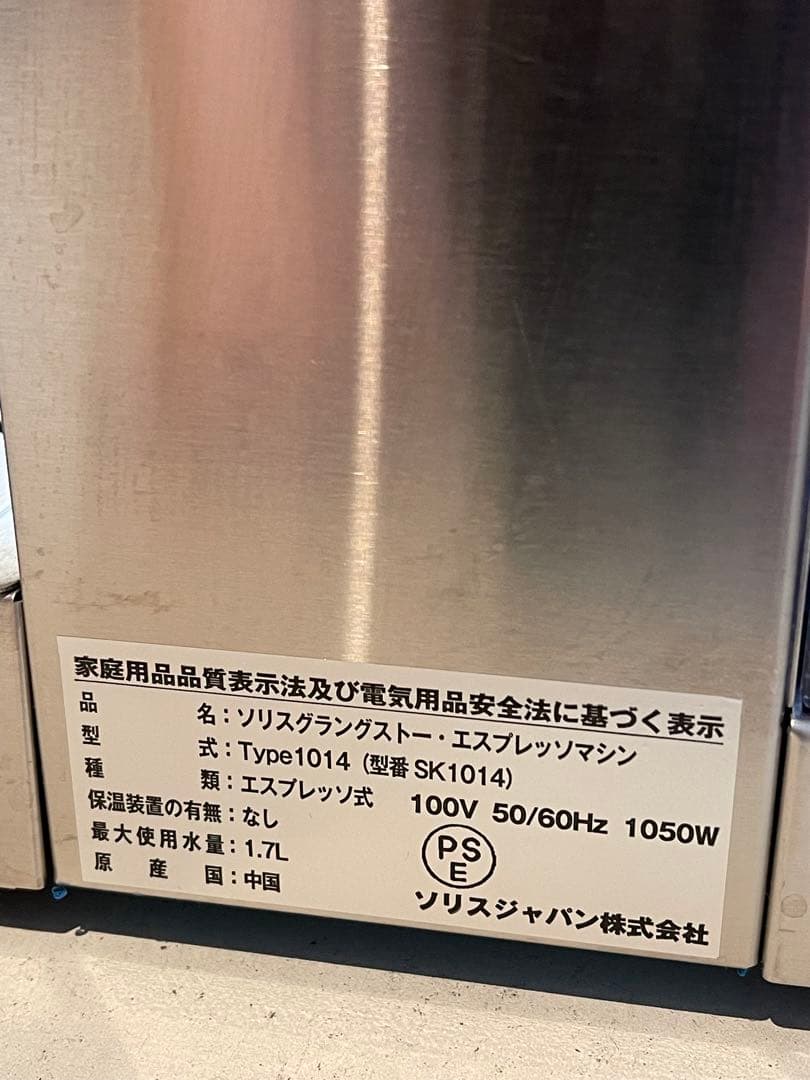 家庭用品品質表示法及び電気用品安全法に基づく表示
品名：ソリスグラングストー・エスプレッソマシン
型式：Type1014（型番 SK1014）
種類：エスプレッソ式 100V 50/60Hz 1050W
保温装置の有無：なし
最大使用水量：1.7L
原産国：中国
PS
E
ソリスジャパン株式会社